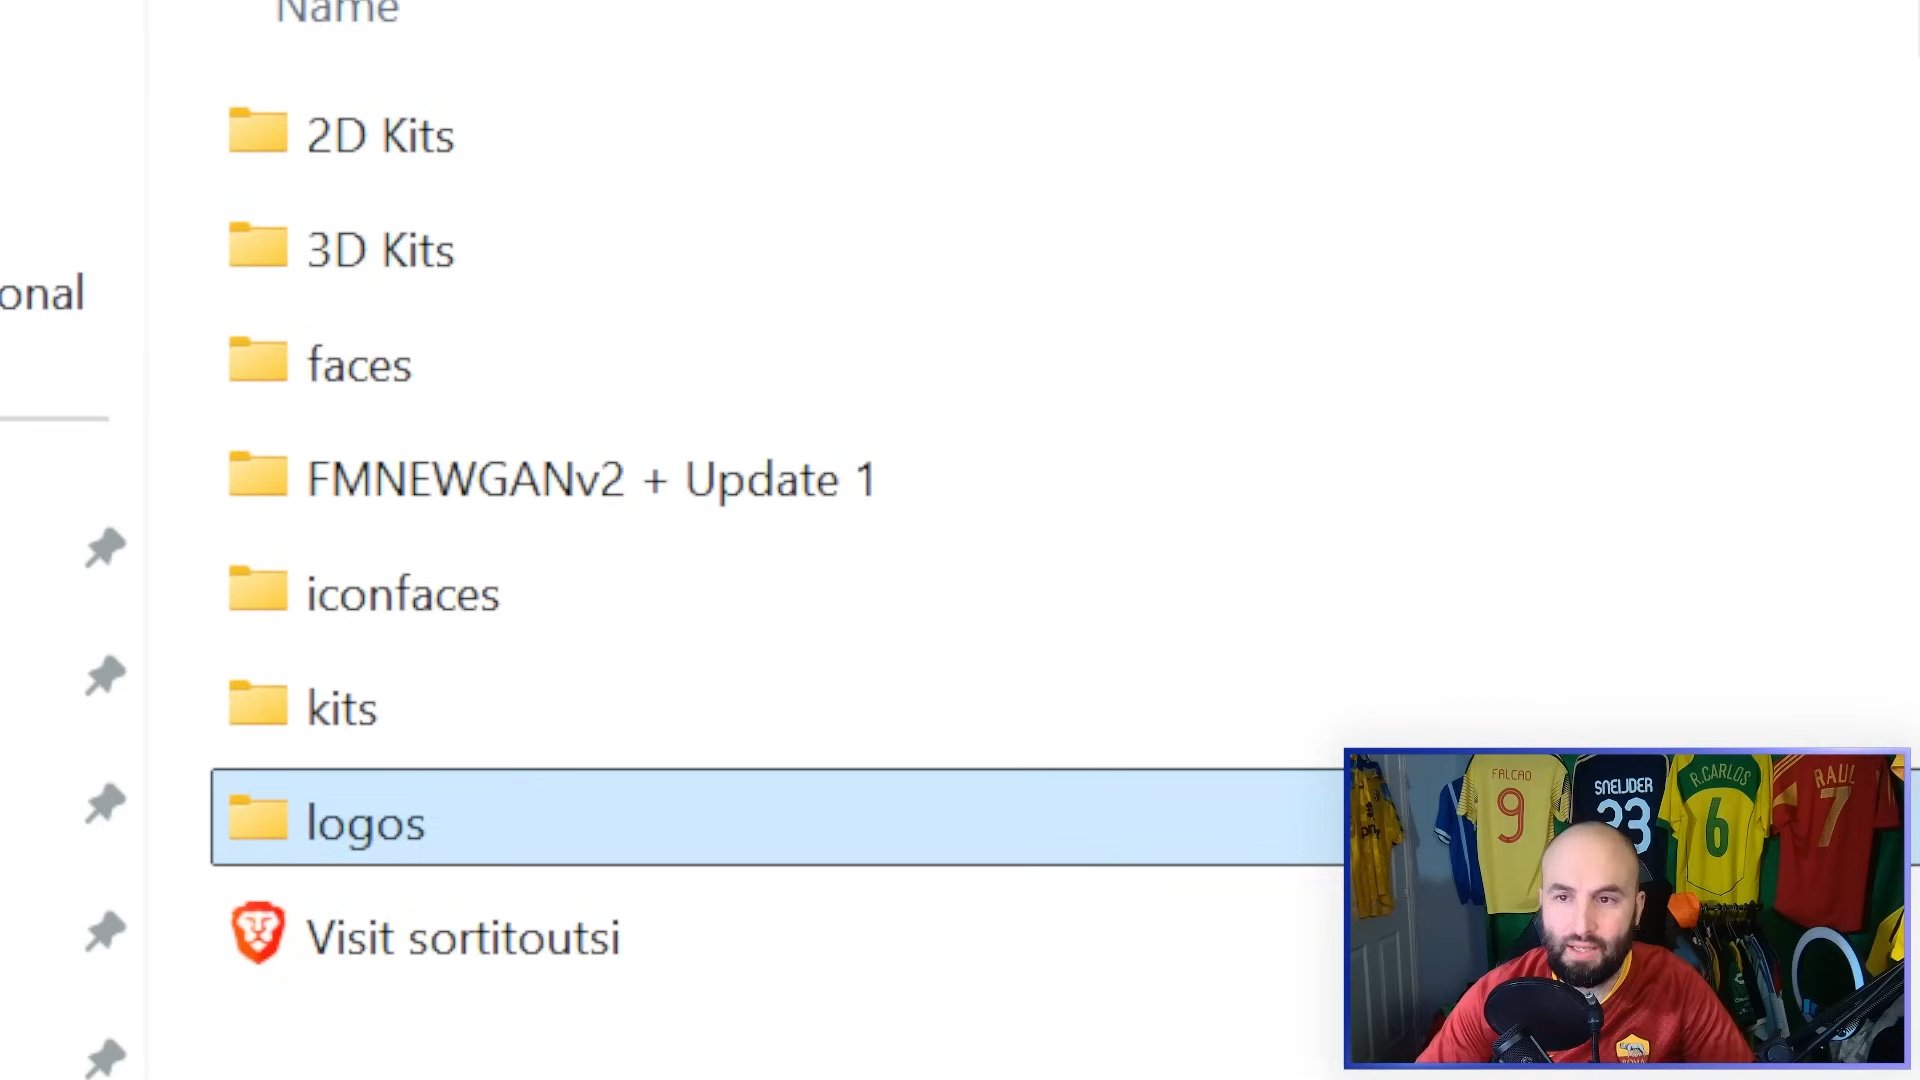 Name
2D Kits
3D Kits
onal
faces
FMNEWGANv2 + Update 1
iconfaces
kits
logos
Visit sortitoutsi
FALCAO
9
SNEIJDER
23
R.CARLOS
6
RAUL
7